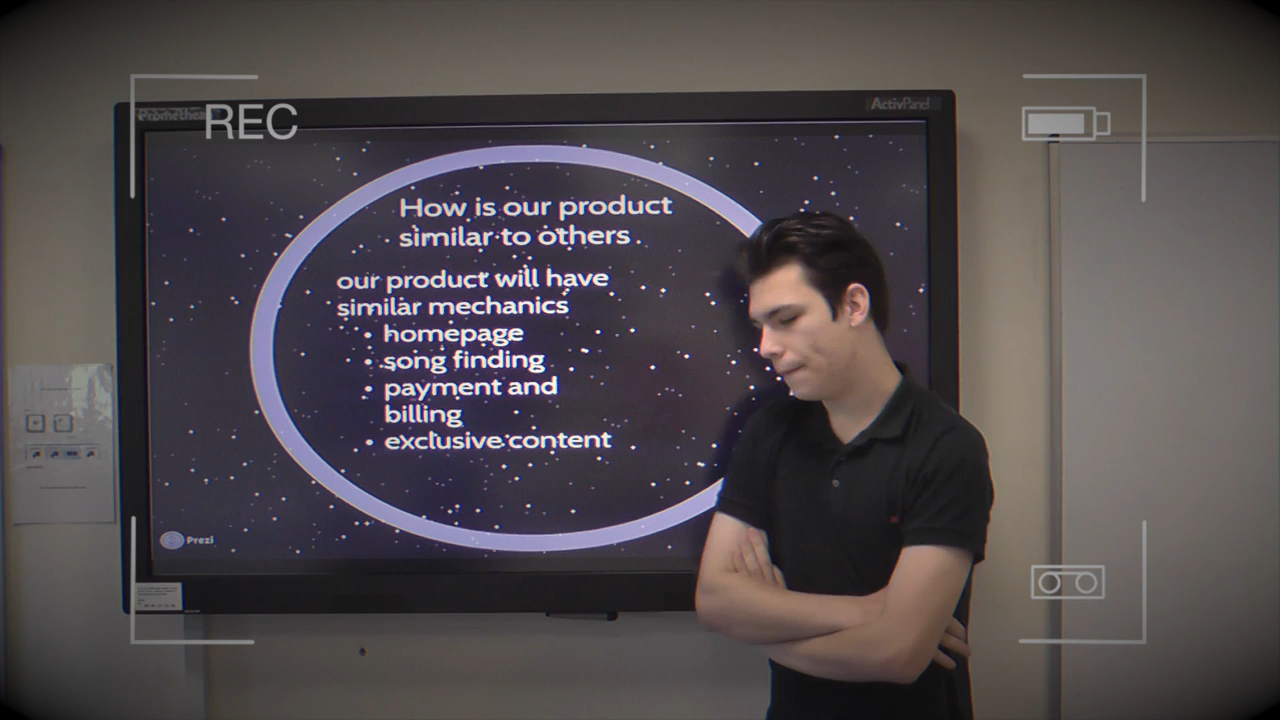 Promethean
ActivPanel
REC
How is our product
similar to others
our product will have
similar mechanics
• homepage
• song finding
• payment and
billing
• exclusive content
Prezi